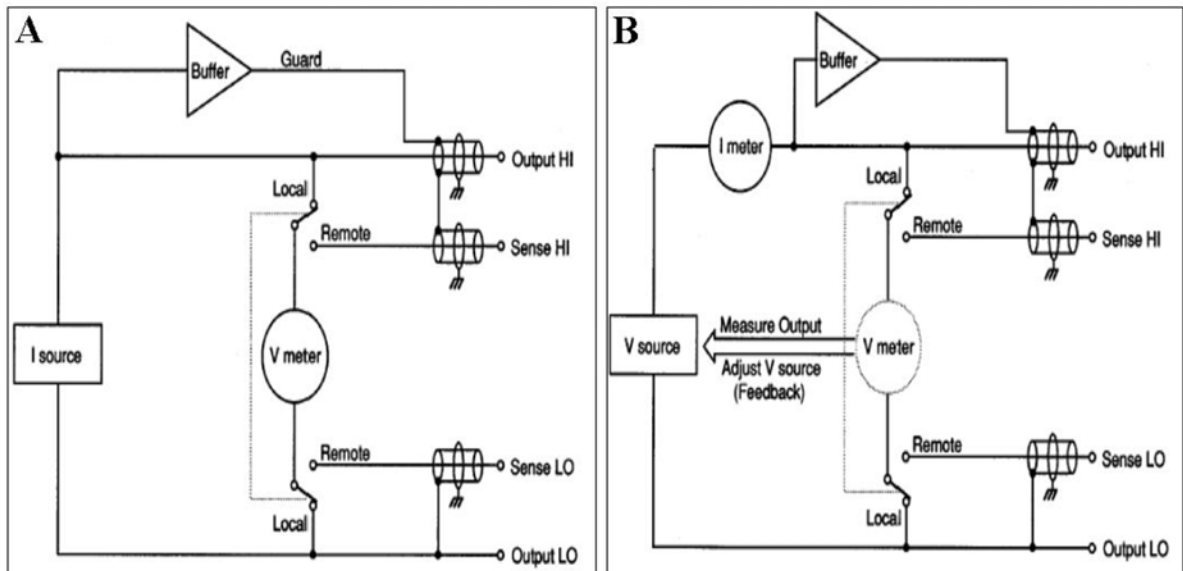 A
Buffer
Guard
Output HI
Local
Remote
Sense HI
I source
V meter
Remote
Sense LO
Local
Output LO
B
Buffer
I meter
Output HI
Local
Remote
Sense HI
Measure Output
V source
V meter
Adjust V source
(Feedback)
Remote
Sense LO
Local
Output LO